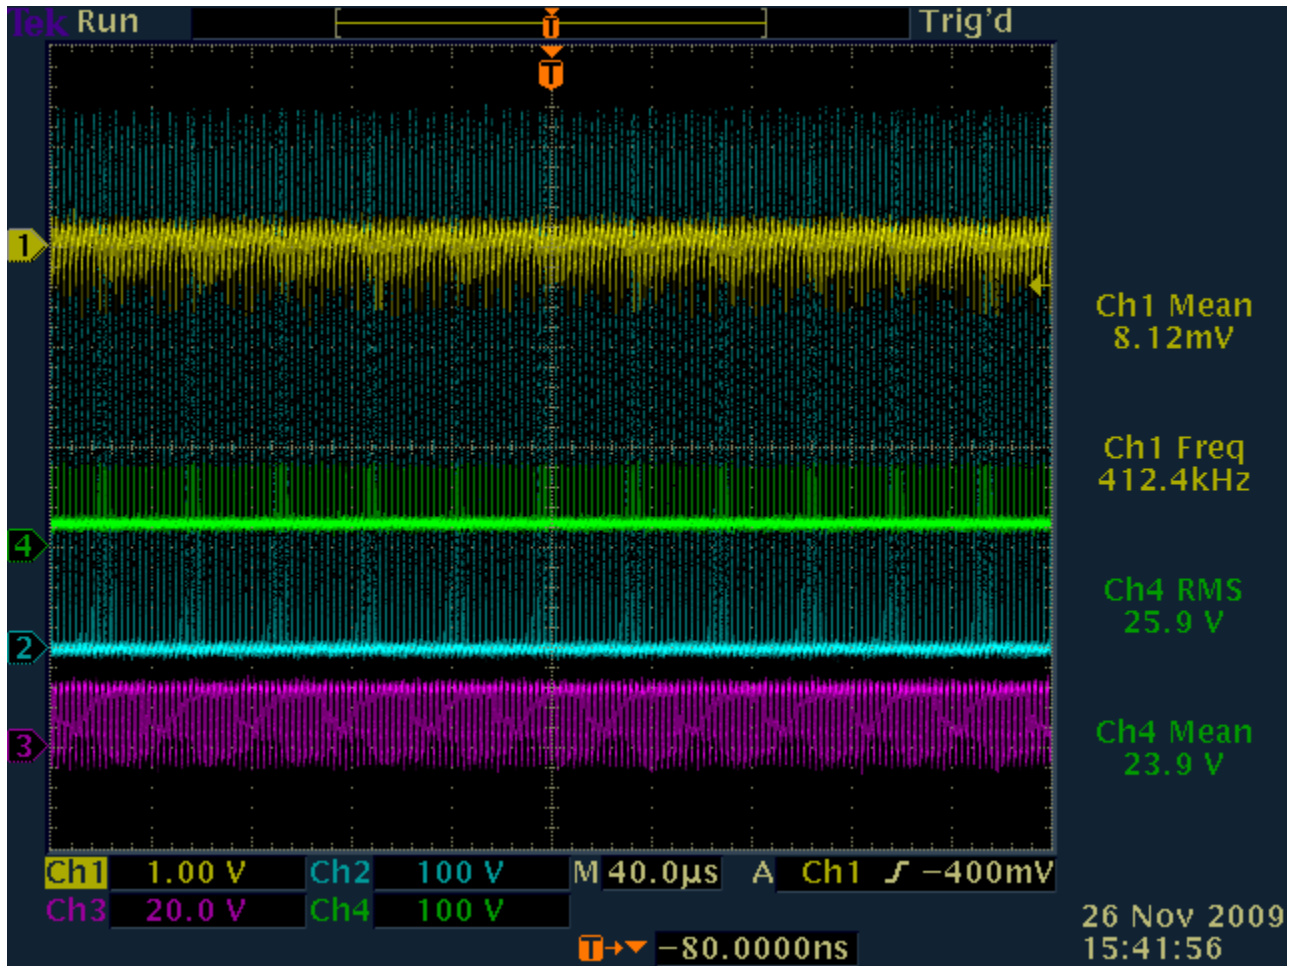 Tek Run Trig'd
T
T
1
Ch1 Mean
8.12mV
Ch1 Freq
412.4kHz
4
Ch4 RMS
25.9 V
2
Ch4 Mean
23.9 V
3
Ch1 1.00 V Ch2 100 V M 40.0µs A Ch1 -400mV
Ch3 20.0 V Ch4 100 V
T -80.0000ns
26 Nov 2009
15:41:56